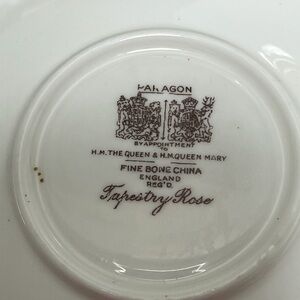 PARAGON
BY APPOINTMENT
TO
H.M. THE QUEEN & H.M. QUEEN MARY
FINE BONE CHINA
ENGLAND
REG'D
Tapestry Rose